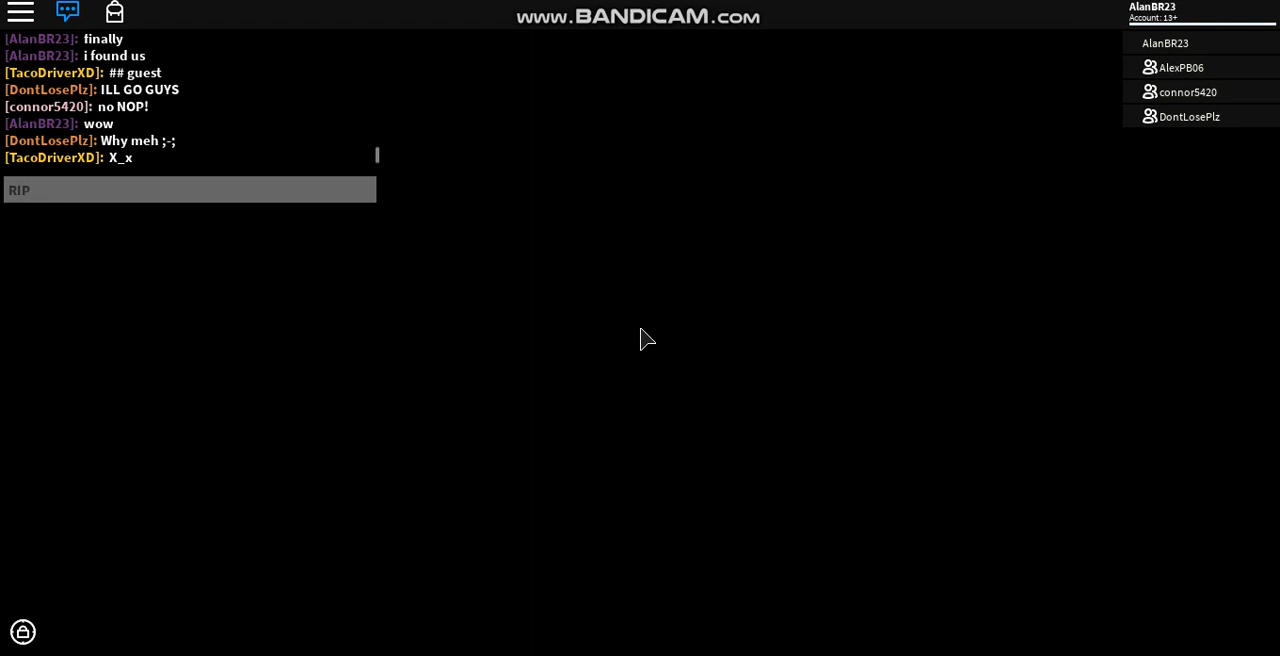 www.BANDICAM.com
AlanBR23
Account: 13+
[AlanBR23]: finally
[AlanBR23]: i found us
[TacoDriverXD]: ## guest
[DontLosePlz]: ILL GO GUYS
[connor5420]: no NOP!
[AlanBR23]: wow
[DontLosePlz]: Why meh ;-;
[TacoDriverXD]: X_x
RIP
AlanBR23
AlexPB06
connor5420
DontLosePlz